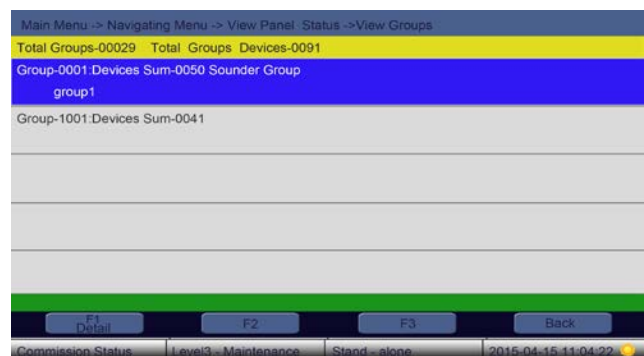 Main Menu -> Navigating Menu -> View Panel Status ->View Groups
Total Groups-00029 Total Groups Devices-0091
Group-0001:Devices Sum-0050 Sounder Group
group1
Group-1001:Devices Sum-0041
F1
Detail
F2
F3
Back
Commission Status
Level3 - Maintenance
Stand - alone
2015-04-15 11:04:22